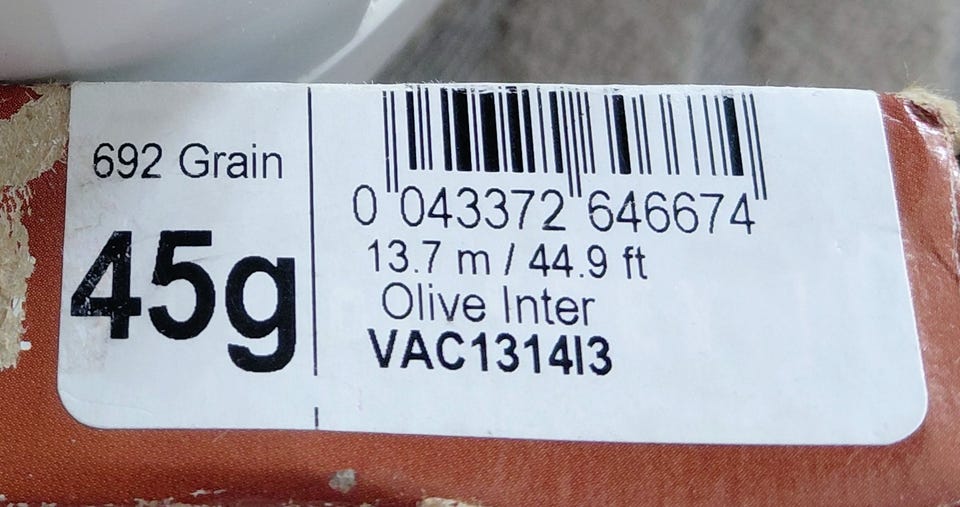 692 Grain
45g
0 043372 646674
13.7 m / 44.9 ft
Olive Inter
VAC1314I3